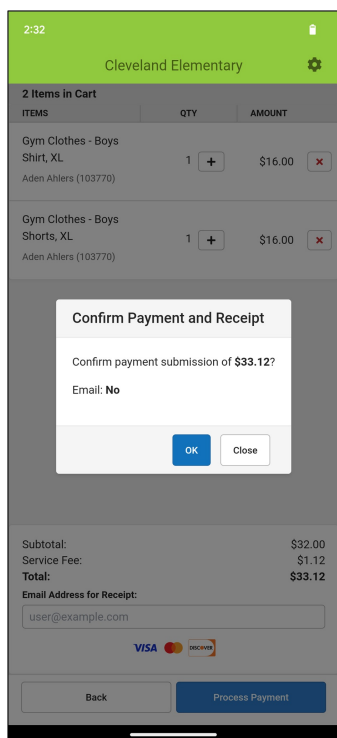 2:32
Cleveland Elementary
2 Items in Cart
ITEMS QTY AMOUNT
Gym Clothes - Boys
Shirt, XL
1 + $16.00 ×
Aden Ahlers (103770)
Gym Clothes - Boys
Shorts, XL
1 + $16.00 ×
Aden Ahlers (103770)
Confirm Payment and Receipt
Confirm payment submission of $33.12?
Email: No
OK Close
Subtotal: $32.00
Service Fee: $1.12
Total: $33.12
Email Address for Receipt:
user@example.com
VISA DISCOVER
Back Process Payment